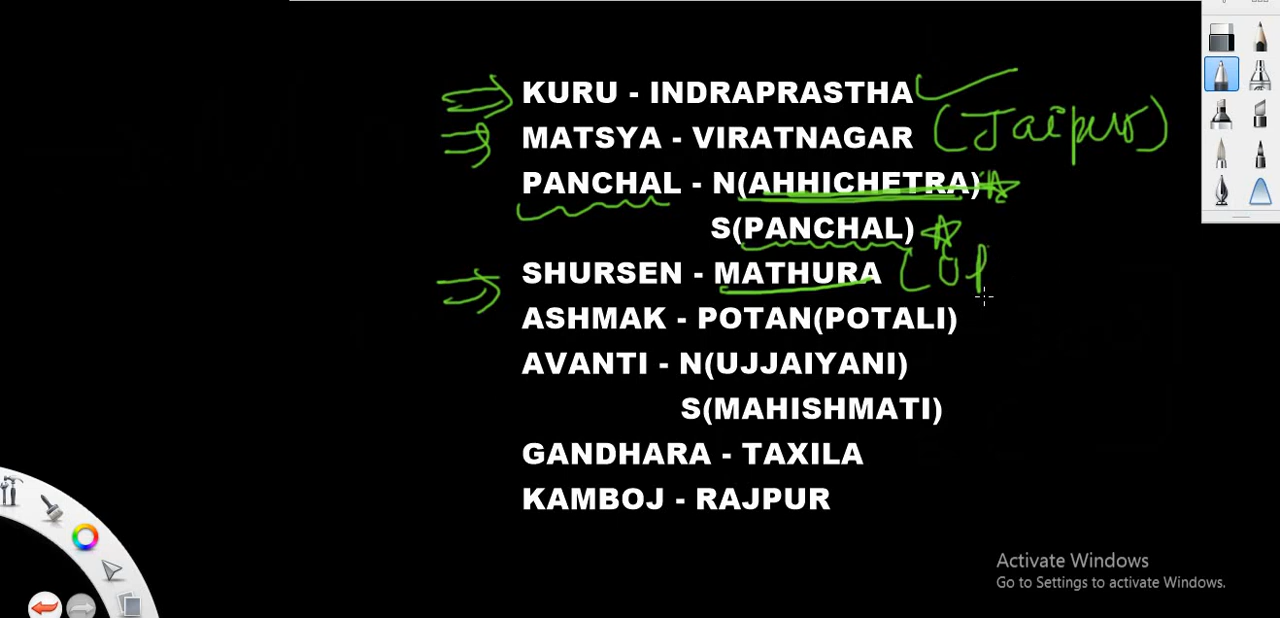 KURU - INDRAPRASTHA
MATSYA - VIRATNAGAR (Jaipur)
PANCHAL - N(AHHICHETRA)
S(PANCHAL)
SHURSEN - MATHURA (
ASHMAK - POTAN(POTALI)
AVANTI - N(UJJAIYANI)
S(MAHISHMATI)
GANDHARA - TAXILA
KAMBOJ - RAJPUR
Activate Windows
Go to Settings to activate Windows.